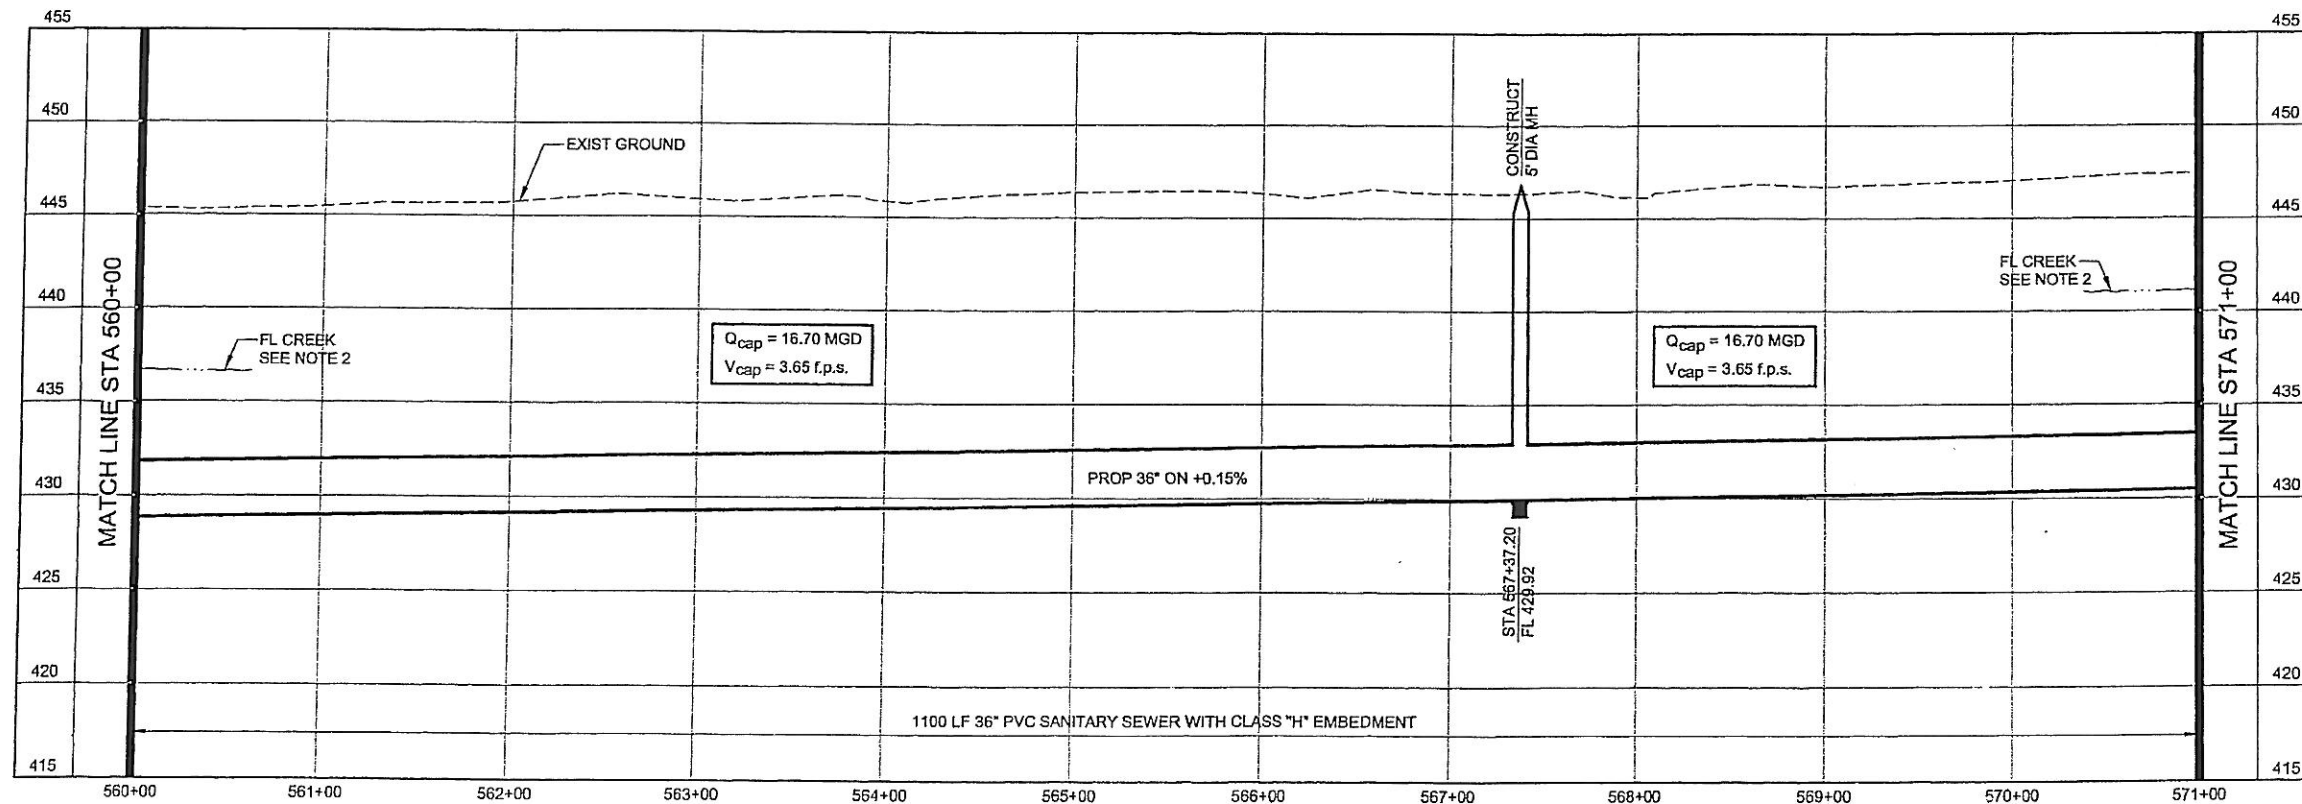 455
455
450
450
EXIST GROUND
CONSTRUCT
5' DIA MH
445
445
FL CREEK
SEE NOTE 2
440
440
MATCH LINE STA 560+00
FL CREEK
SEE NOTE 2
Qcap = 16.70 MGD
Vcap = 3.65 f.p.s.
Qcap = 16.70 MGD
Vcap = 3.65 f.p.s.
MATCH LINE STA 571+00
435
435
PROP 36" ON +0.15%
430
430
STA 567+37.20
FL 429.92
425
425
420
420
1100 LF 36" PVC SANITARY SEWER WITH CLASS "H" EMBEDMENT
415
415
560+00
561+00
562+00
563+00
564+00
565+00
566+00
567+00
568+00
569+00
570+00
571+00